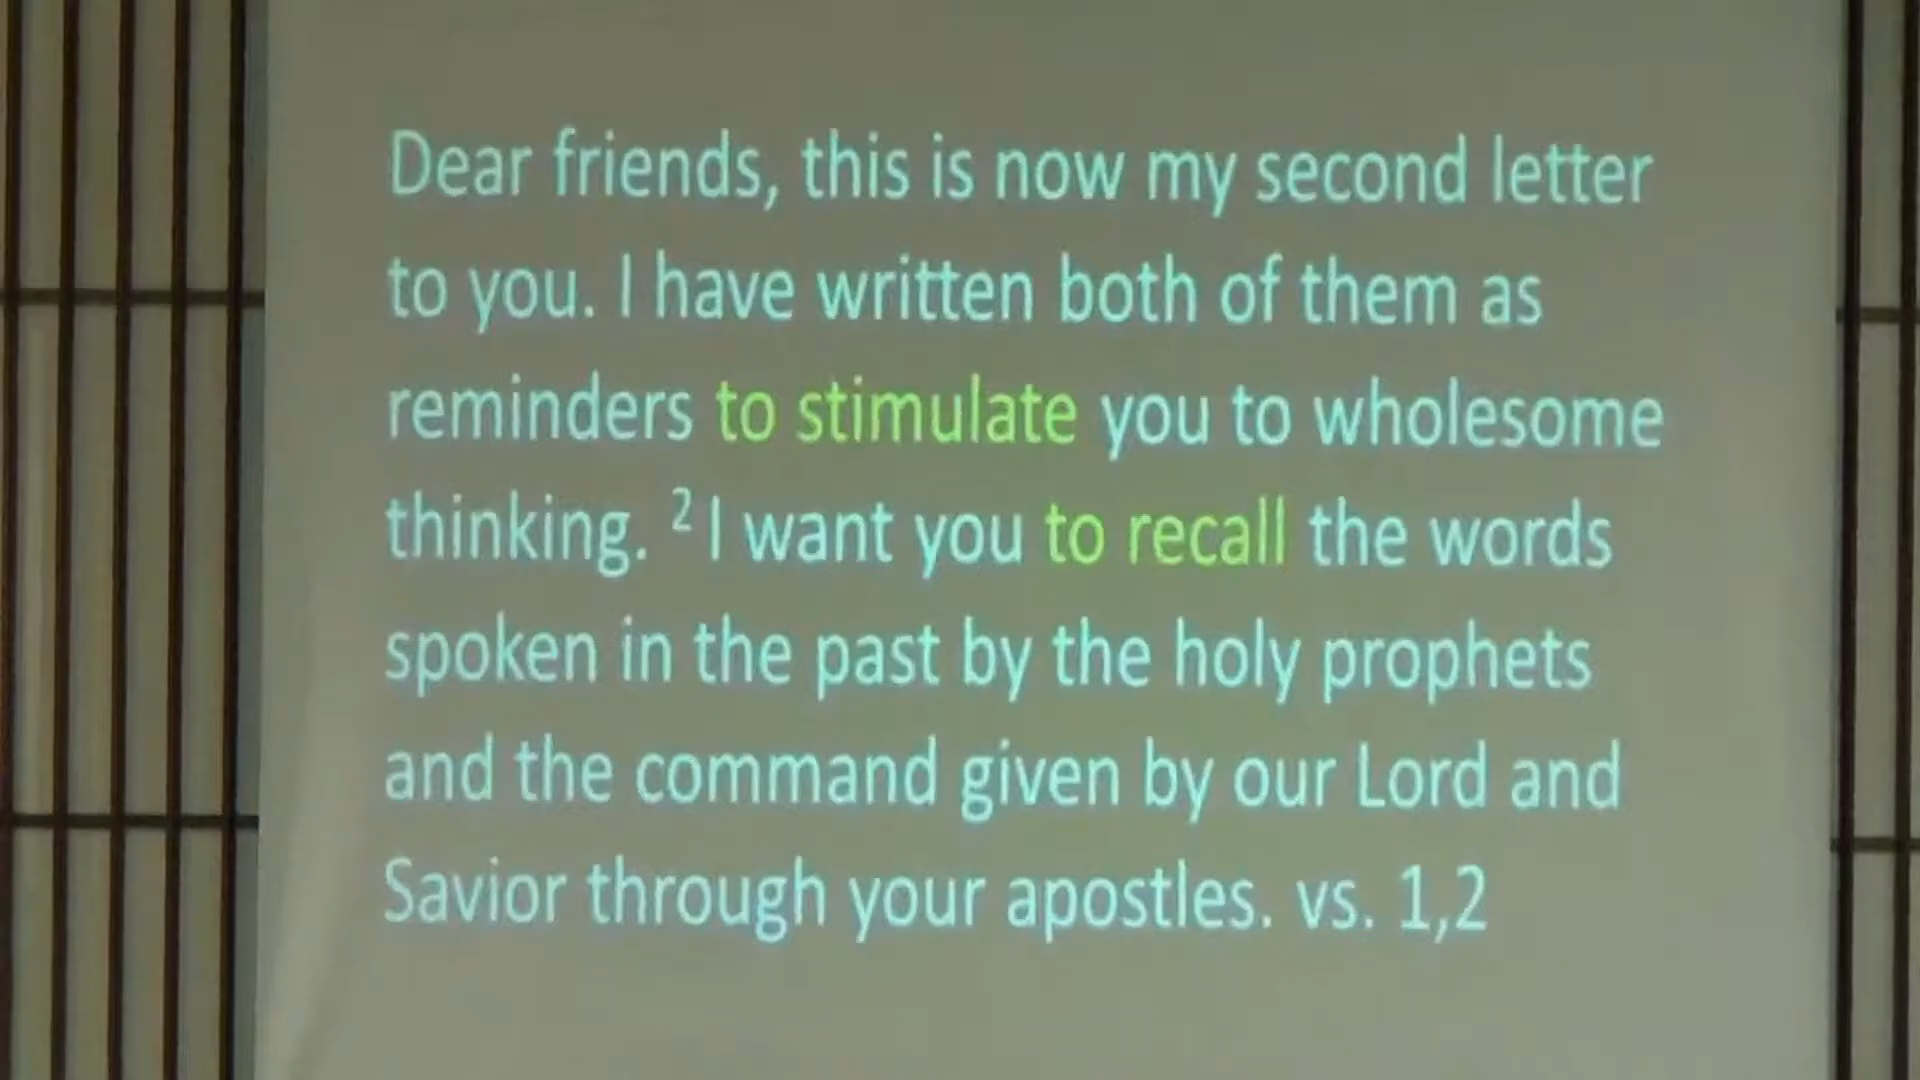 Dear friends, this is now my second letter
to you. I have written both of them as
reminders to stimulate you to wholesome
thinking. ² I want you to recall the words
spoken in the past by the holy prophets
and the command given by our Lord and
Savior through your apostles. vs. 1,2